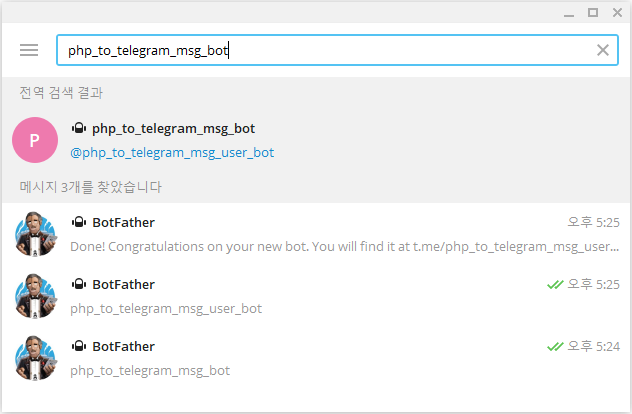 php_to_telegram_msg_bot
전역 검색 결과
P
php_to_telegram_msg_bot
@php_to_telegram_msg_user_bot
메시지 3개를 찾았습니다
BotFather 오후 5:25
Done! Congratulations on your new bot. You will find it at t.me/php_to_telegram_msg_user...
BotFather 오후 5:25
php_to_telegram_msg_user_bot
BotFather 오후 5:24
php_to_telegram_msg_bot